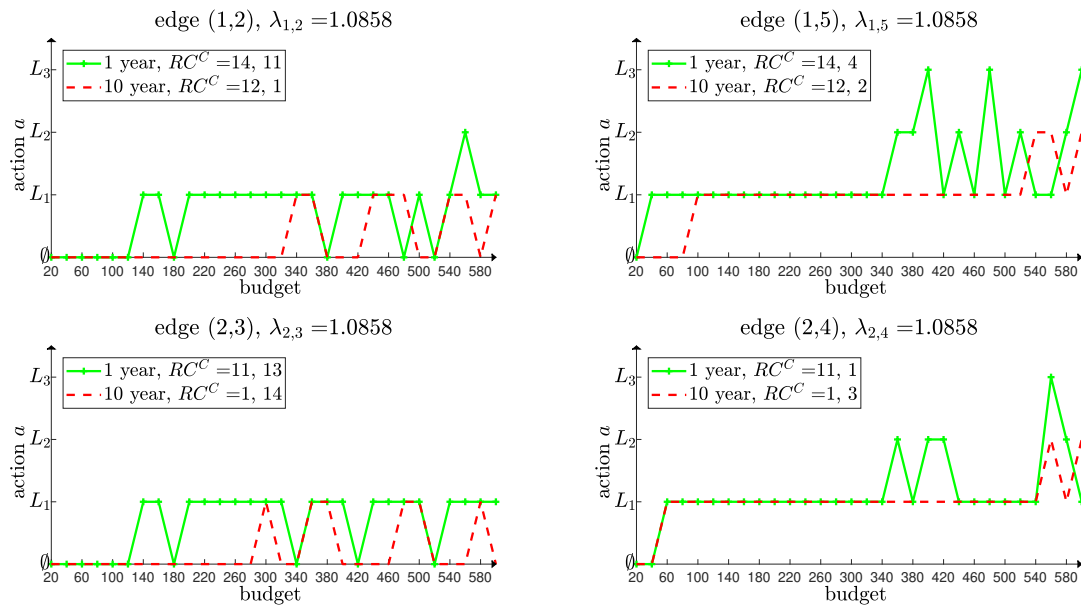 edge (1,2), λ1,2 =1.0858
1 year, RC^C =14, 11
10 year, RC^C =12, 1
L3
L2
L1
∅
action a
20 60 100 140 180 220 260 300 340 380 420 460 500 540 580
budget
edge (1,5), λ1,5 =1.0858
1 year, RC^C =14, 4
10 year, RC^C =12, 2
L3
L2
L1
∅
action a
20 60 100 140 180 220 260 300 340 380 420 460 500 540 580
budget
edge (2,3), λ2,3 =1.0858
1 year, RC^C =11, 13
10 year, RC^C =1, 14
L3
L2
L1
∅
action a
20 60 100 140 180 220 260 300 340 380 420 460 500 540 580
budget
edge (2,4), λ2,4 =1.0858
1 year, RC^C =11, 1
10 year, RC^C =1, 3
L3
L2
L1
∅
action a
20 60 100 140 180 220 260 300 340 380 420 460 500 540 580
budget